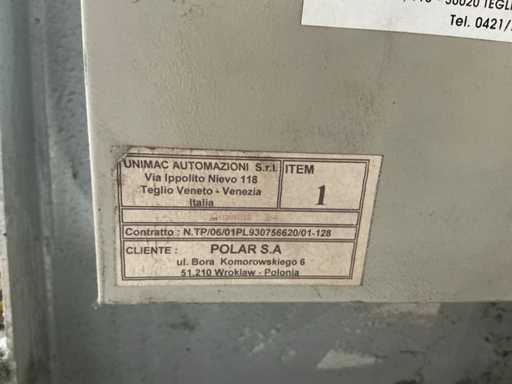 30020 TEGL
Tel. 0421/
UNIMAC AUTOMAZIONI S.r.l.
Via Ippolito Nievo 118
Teglio Veneto - Venezia
Italia
ITEM
1
Contratto : N.TP/06/01PL930756620/01-128
CLIENTE : POLAR S.A
ul. Bora Komorowskiego 6
51,210 Wroklaw - Polonia